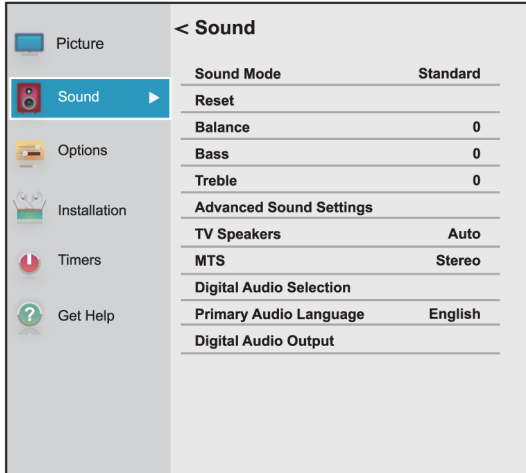 Picture
Sound
Options
Installation
Timers
Get Help
< Sound
Sound Mode Standard
Reset
Balance 0
Bass 0
Treble 0
Advanced Sound Settings
TV Speakers Auto
MTS Stereo
Digital Audio Selection
Primary Audio Language English
Digital Audio Output